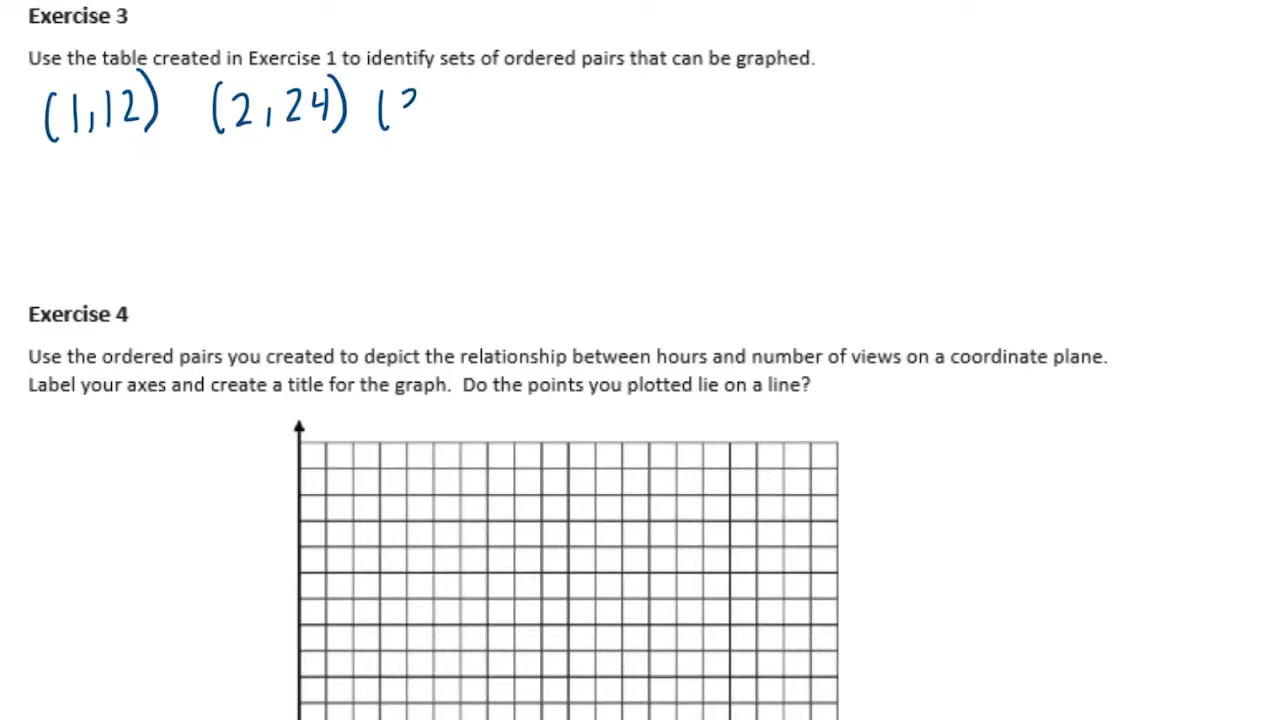 Exercise 3
Use the table created in Exercise 1 to identify sets of ordered pairs that can be graphed.
(1,12) (2,24) (
Exercise 4
Use the ordered pairs you created to depict the relationship between hours and number of views on a coordinate plane.
Label your axes and create a title for the graph. Do the points you plotted lie on a line?